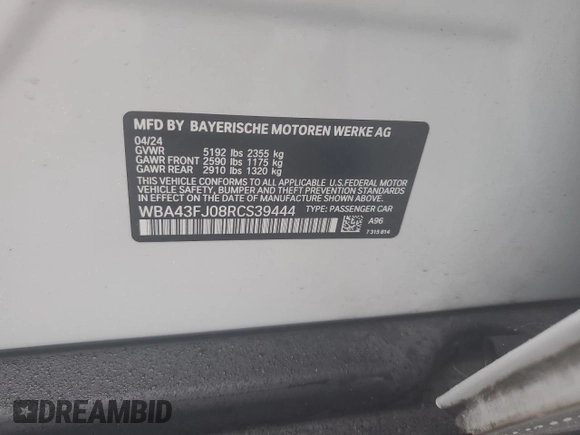 MFD BY BAYERISCHE MOTOREN WERKE AG
04/24
GVWR 5192 lbs 2355 kg
GAWR FRONT 2590 lbs 1175 kg
GAWR REAR 2910 lbs 1320 kg
THIS VEHICLE CONFORMS TO ALL APPLICABLE U.S. FEDERAL MOTOR
VEHICLE SAFETY, BUMPER, AND THEFT PREVENTION STANDARDS
IN EFFECT ON THE DATE OF MANUFACTURE SHOWN ABOVE.
WBA43FJ08RCS39444 TYPE: PASSENGER CAR
A96
7 315 814
DREAMBID